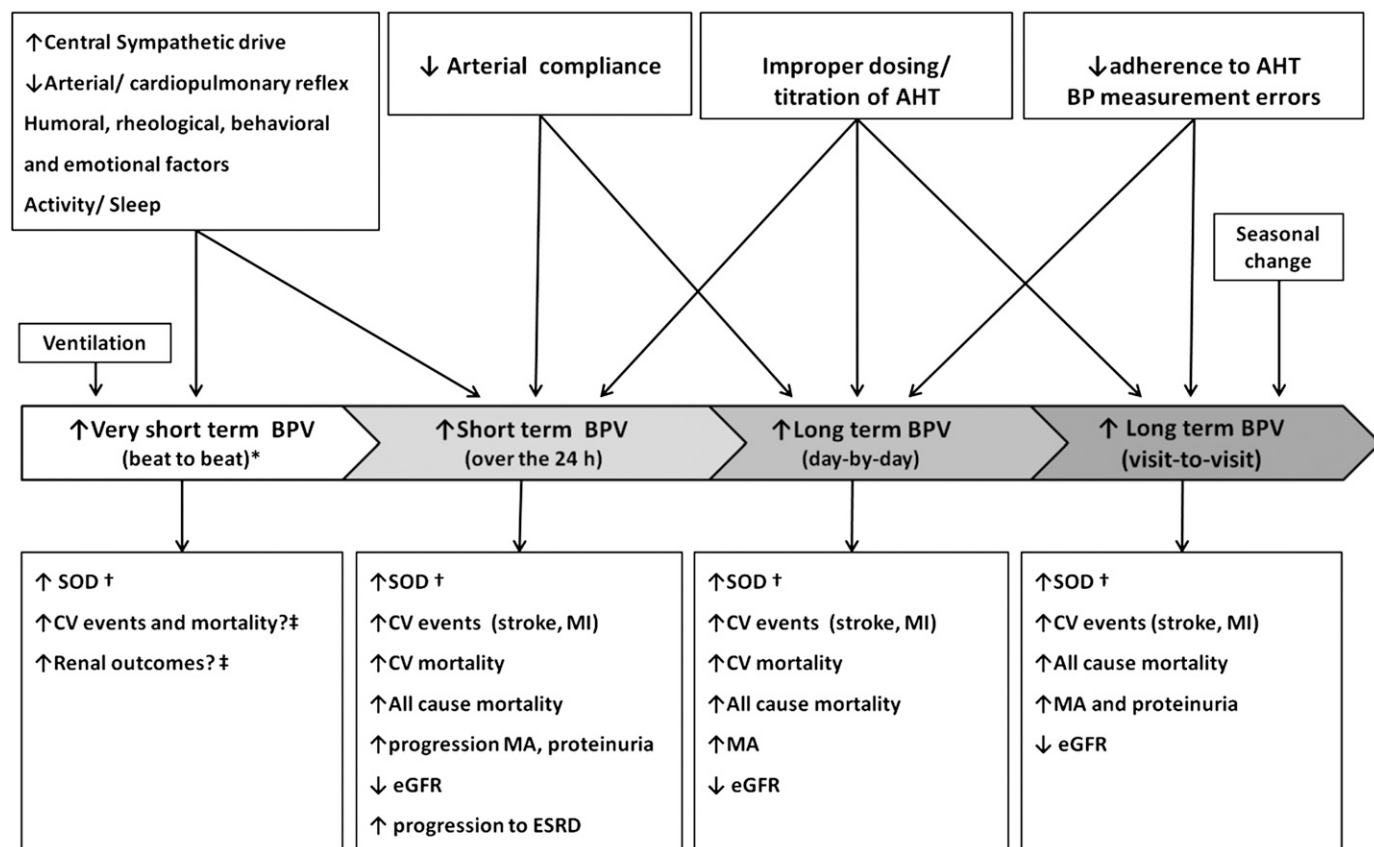 ↑Central Sympathetic drive
↓Arterial/ cardiopulmonary reflex
Humoral, rheological, behavioral
and emotional factors
Activity/ Sleep
↓ Arterial compliance
Improper dosing/
titration of AHT
↓adherence to AHT
BP measurement errors
Seasonal
change
Ventilation
↑Very short term BPV
(beat to beat)*
↑Short term BPV
(over the 24 h)
↑Long term BPV
(day-by-day)
↑ Long term BPV
(visit-to-visit)
↑ SOD †
↑CV events and mortality?‡
↑Renal outcomes? ‡
↑SOD †
↑CV events (stroke, MI)
↑CV mortality
↑All cause mortality
↑progression MA, proteinuria
↓ eGFR
↑ progression to ESRD
↑SOD †
↑CV events (stroke, MI)
↑CV mortality
↑All cause mortality
↑MA
↓ eGFR
↑SOD †
↑CV events (stroke, MI)
↑All cause mortality
↑MA and proteinuria
↓ eGFR